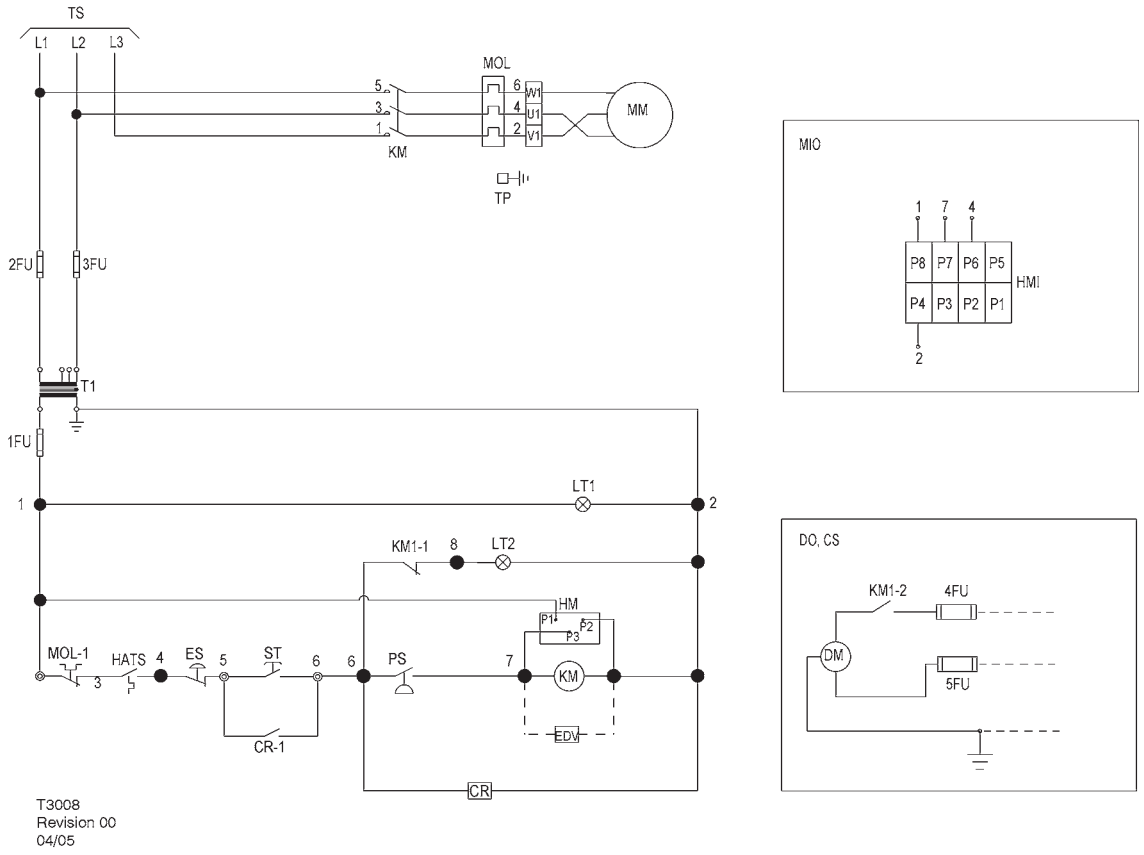 TS
L1 L2 L3
MOL
5 6 W1
3 4 U1 MM
1 2 V1
KM
TP
2FU 3FU
T1
1FU
1 LT1 2
KM1-1 8 LT2
HM
P1 P2
P3
MOL-1 HATS 4 ES 5 ST 6 6 PS 7 KM
3
CR-1 EDV
CR
T3008
Revision 00
04/05
MIO
1 7 4
P8 P7 P6 P5
HMI
P4 P3 P2 P1
2
DO, CS
KM1-2 4FU
DM
5FU